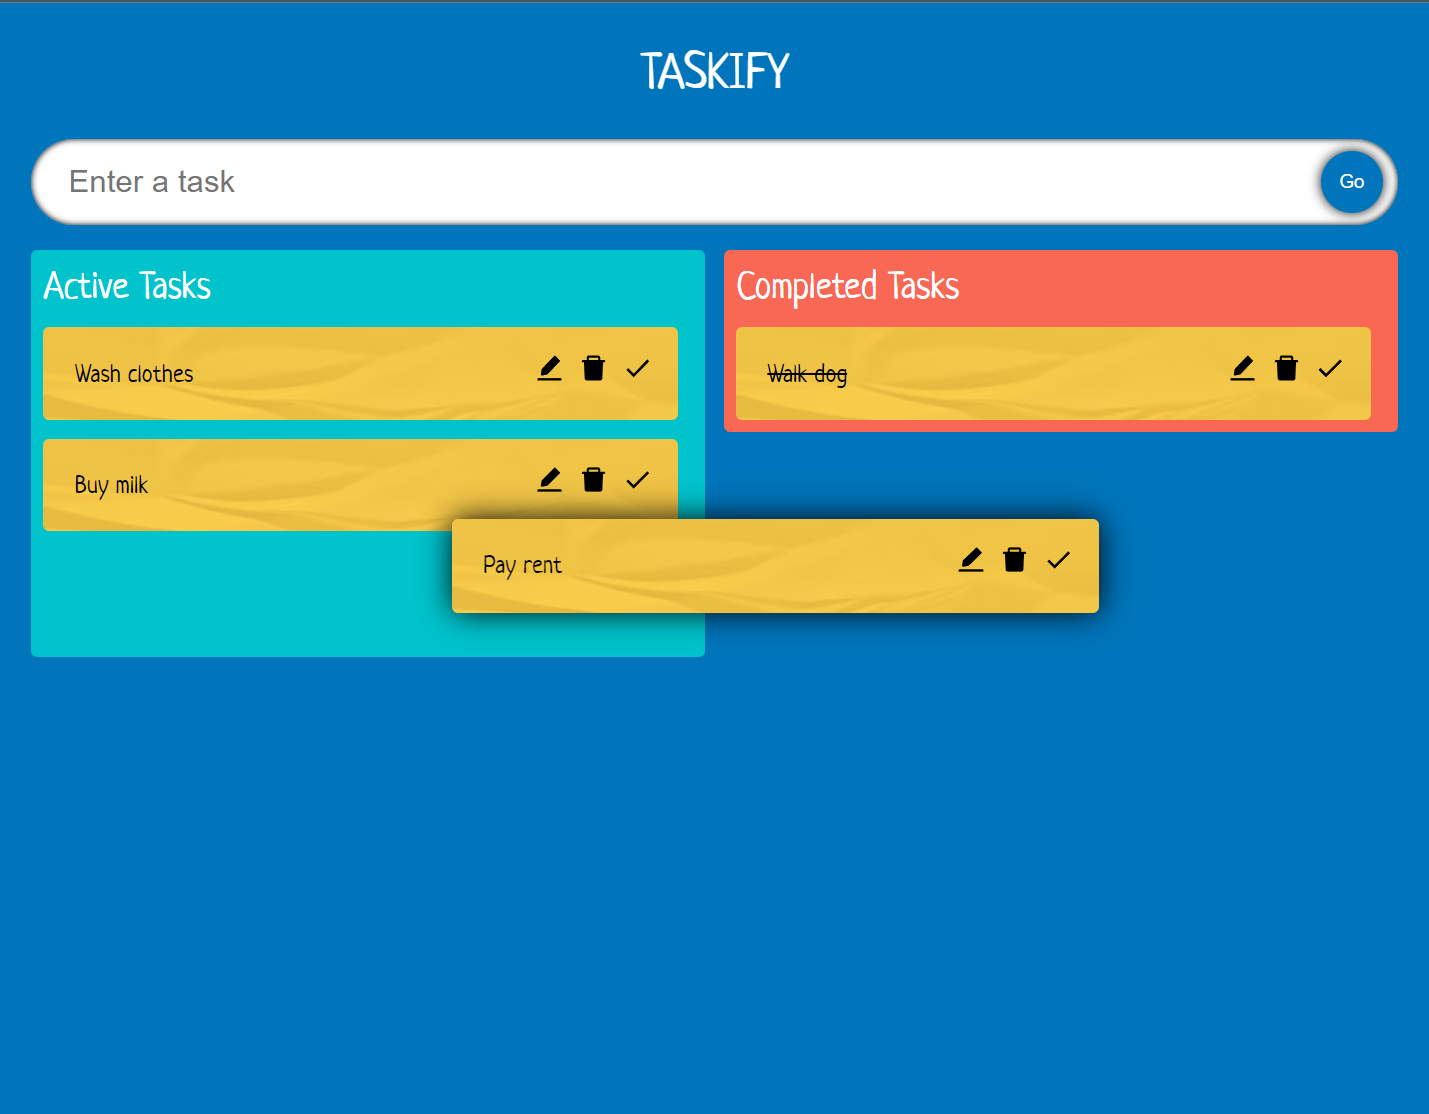 TASKIFY
Enter a task
Go
Active Tasks
Wash clothes
Buy milk
Completed Tasks
Walk dog
Pay rent